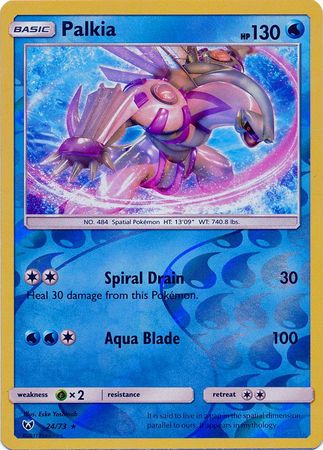 BASIC Palkia HP 130
NO. 484 Spatial Pokémon HT: 13'09" WT: 740.8 lbs.
Spiral Drain 30
Heal 30 damage from this Pokémon.
Aqua Blade 100
weakness × 2 resistance retreat
Illus. Eske Yoshinob
24/73
It is said to live in a gap in the spatial dimension
parallel to ours. It appears in mythology.